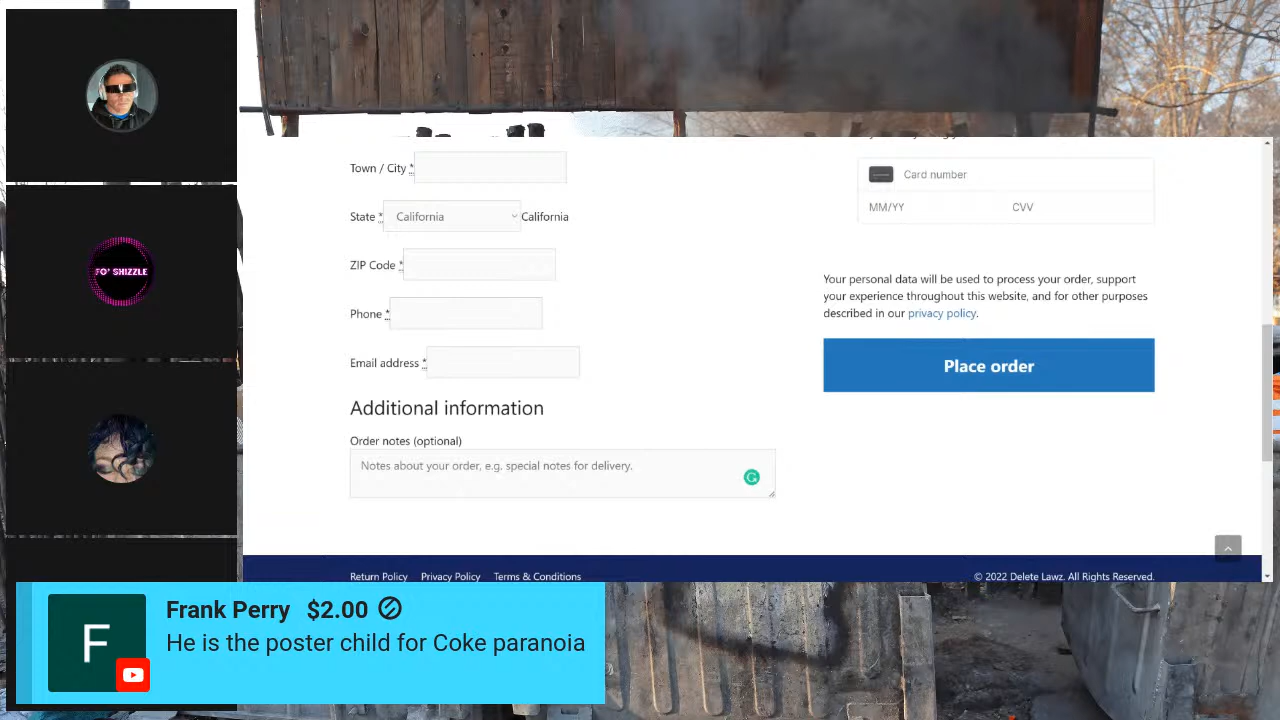 FO' SHIZZLE
Town / City *
State * California California
ZIP Code *
Phone *
Email address *
Additional information
Order notes (optional)
Notes about your order, e.g. special notes for delivery.
Card number
MM/YY CVV
Your personal data will be used to process your order, support
your experience throughout this website, and for other purposes
described in our privacy policy.
Place order
Return Policy Privacy Policy Terms & Conditions
© 2022 Delete Lawz. All Rights Reserved.
F
Frank Perry $2.00
He is the poster child for Coke paranoia